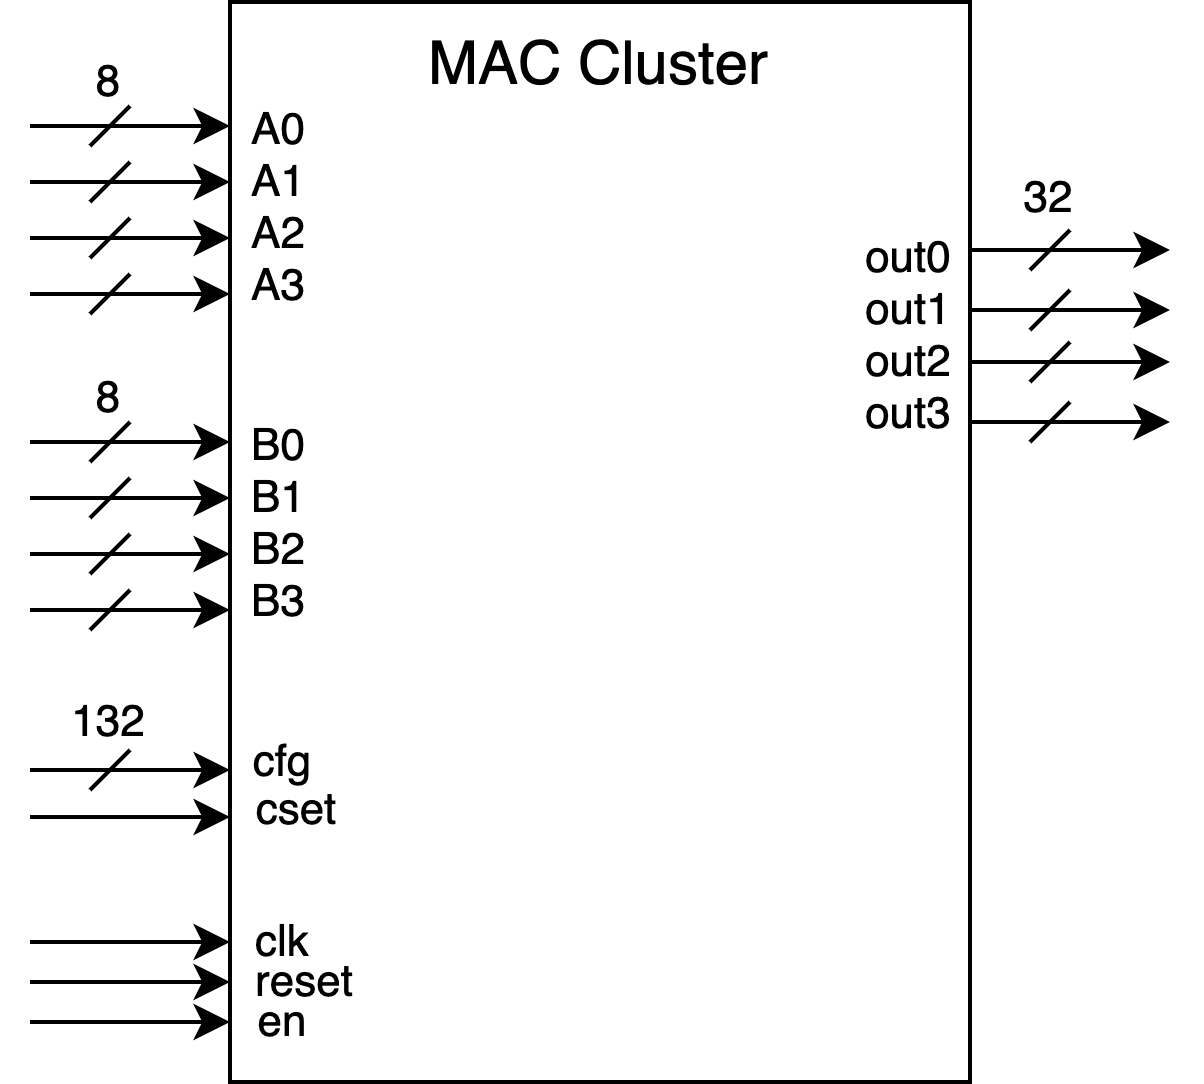 MAC Cluster
8
A0
A1
A2
A3
8
B0
B1
B2
B3
132
cfg
cset
clk
reset
en
32
out0
out1
out2
out3